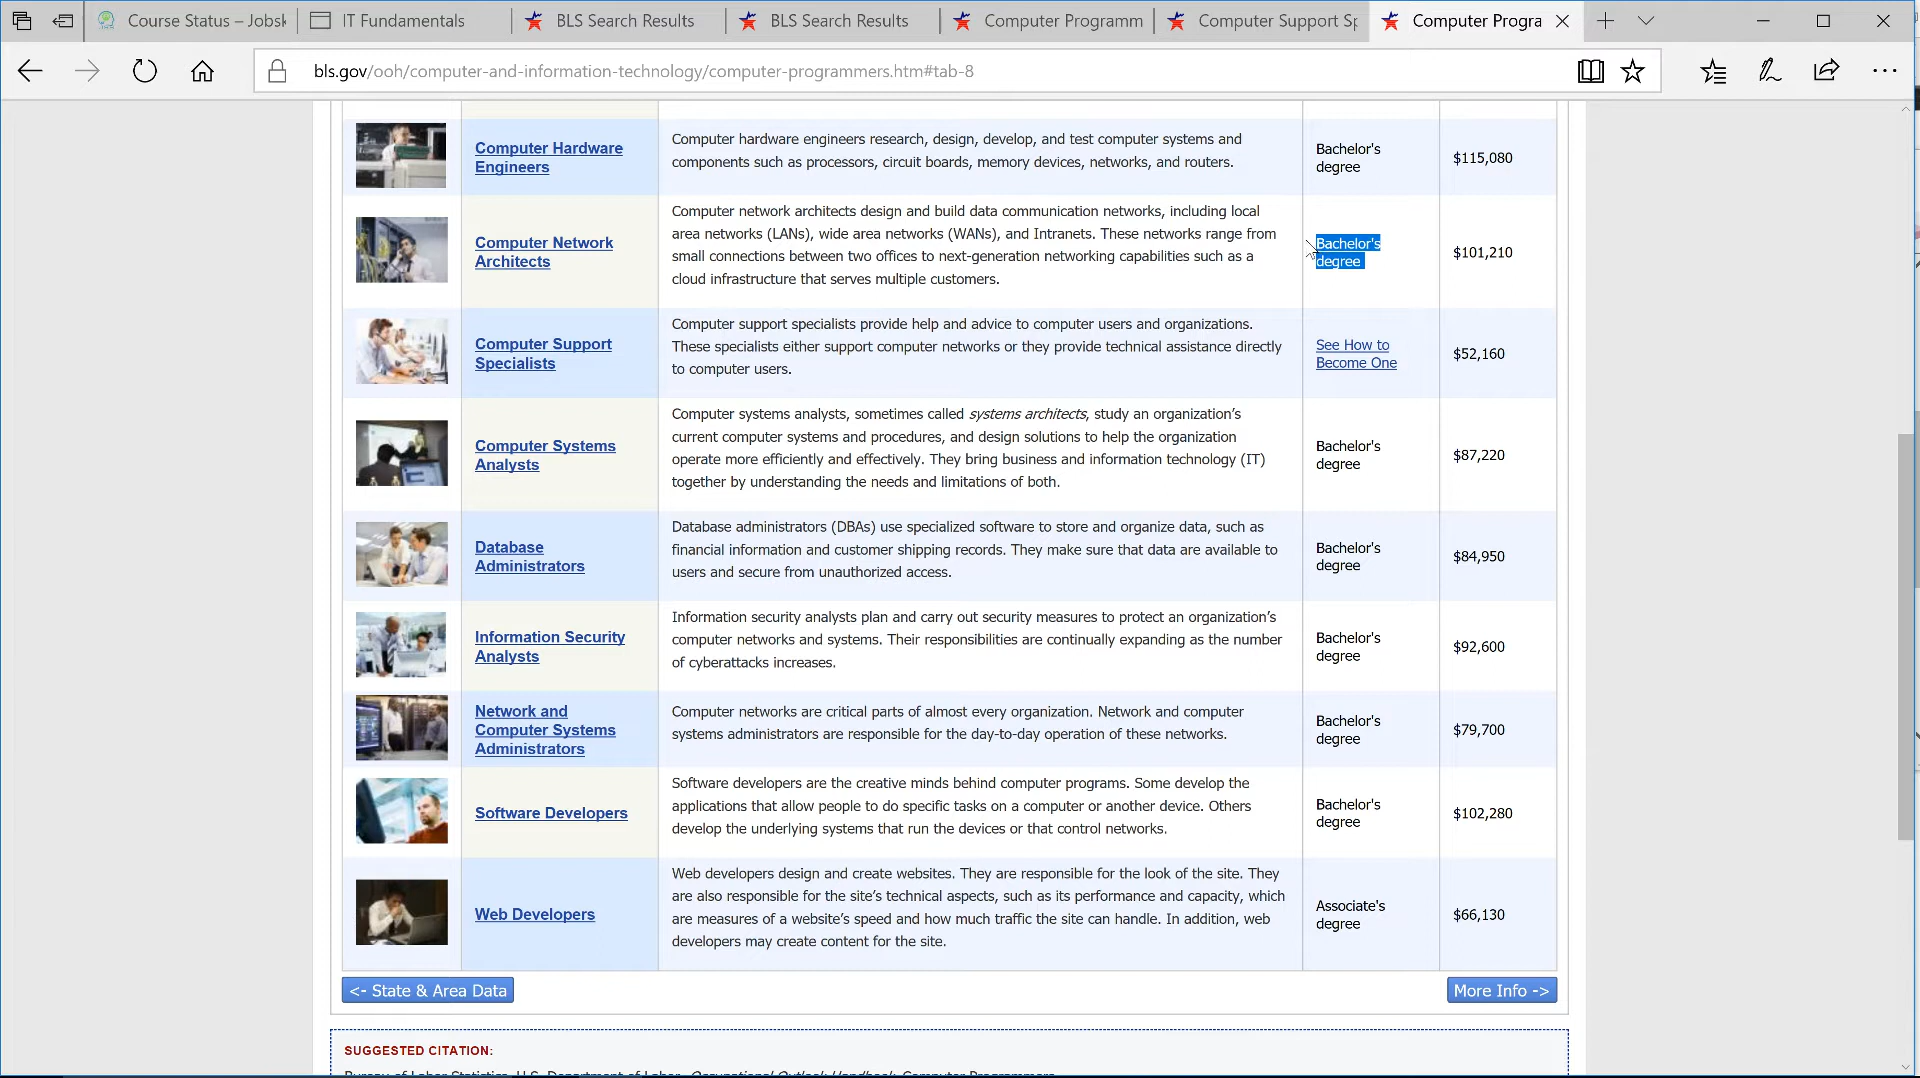 Course Status – Jobsk
IT Fundamentals
BLS Search Results
BLS Search Results
Computer Programm
Computer Support Sp
Computer Progra
bls.gov/ooh/computer-and-information-technology/computer-programmers.htm#tab-8
Computer Hardware
Engineers
Computer hardware engineers research, design, develop, and test computer systems and
components such as processors, circuit boards, memory devices, networks, and routers.
Bachelor's
degree
$115,080
Computer Network
Architects
Computer network architects design and build data communication networks, including local
area networks (LANs), wide area networks (WANs), and Intranets. These networks range from
small connections between two offices to next-generation networking capabilities such as a
cloud infrastructure that serves multiple customers.
Bachelor's
degree
$101,210
Computer Support
Specialists
Computer support specialists provide help and advice to computer users and organizations.
These specialists either support computer networks or they provide technical assistance directly
to computer users.
See How to
Become One
$52,160
Computer Systems
Analysts
Computer systems analysts, sometimes called systems architects, study an organization’s
current computer systems and procedures, and design solutions to help the organization
operate more efficiently and effectively. They bring business and information technology (IT)
together by understanding the needs and limitations of both.
Bachelor's
degree
$87,220
Database
Administrators
Database administrators (DBAs) use specialized software to store and organize data, such as
financial information and customer shipping records. They make sure that data are available to
users and secure from unauthorized access.
Bachelor's
degree
$84,950
Information Security
Analysts
Information security analysts plan and carry out security measures to protect an organization’s
computer networks and systems. Their responsibilities are continually expanding as the number
of cyberattacks increases.
Bachelor's
degree
$92,600
Network and
Computer Systems
Administrators
Computer networks are critical parts of almost every organization. Network and computer
systems administrators are responsible for the day-to-day operation of these networks.
Bachelor's
degree
$79,700
Software Developers
Software developers are the creative minds behind computer programs. Some develop the
applications that allow people to do specific tasks on a computer or another device. Others
develop the underlying systems that run the devices or that control networks.
Bachelor's
degree
$102,280
Web Developers
Web developers design and create websites. They are responsible for the look of the site. They
are also responsible for the site’s technical aspects, such as its performance and capacity, which
are measures of a website’s speed and how much traffic the site can handle. In addition, web
developers may create content for the site.
Associate's
degree
$66,130
<- State & Area Data
More Info ->
SUGGESTED CITATION:
Bureau of Labor Statistics, U.S. Department of Labor, Occupational Outlook Handbook, Computer Programmers